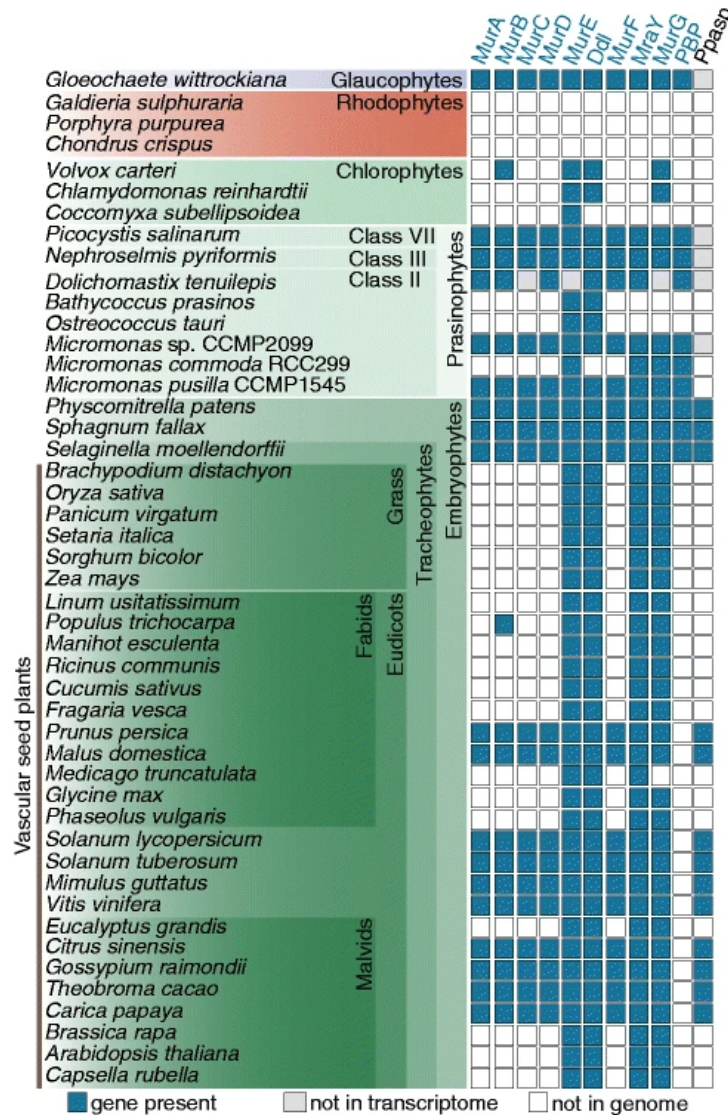 MurA MurB MurC MurD MurE Ddl MurF MraY MurG PBP Ppasp
Gloeochaete wittrockiana Glaucophytes
Galdieria sulphuraria Rhodophytes
Porphyra purpurea
Chondrus crispus
Volvox carteri Chlorophytes
Chlamydomonas reinhardtii
Coccomyxa subellipsoidea
Picocystis salinarum Class VII
Nephroselmis pyriformis Class III
Dolichomastix tenuilepis Class II
Bathycoccus prasinos
Ostreococcus tauri
Micromonas sp. CCMP2099
Micromonas commoda RCC299
Micromonas pusilla CCMP1545
Prasinophytes
Physcomitrella patens
Sphagnum fallax
Selaginella moellendorffii
Brachypodium distachyon
Oryza sativa
Panicum virgatum
Setaria italica
Sorghum bicolor
Zea mays
Grass
Tracheophytes
Embryophytes
Linum usitatissimum
Populus trichocarpa
Manihot esculenta
Ricinus communis
Cucumis sativus
Fragaria vesca
Prunus persica
Malus domestica
Medicago truncatulata
Glycine max
Phaseolus vulgaris
Fabids
Eudicots
Solanum lycopersicum
Solanum tuberosum
Mimulus guttatus
Vitis vinifera
Eucalyptus grandis
Citrus sinensis
Gossypium raimondii
Theobroma cacao
Carica papaya
Brassica rapa
Arabidopsis thaliana
Capsella rubella
Malvids
Vascular seed plants
gene present not in transcriptome not in genome